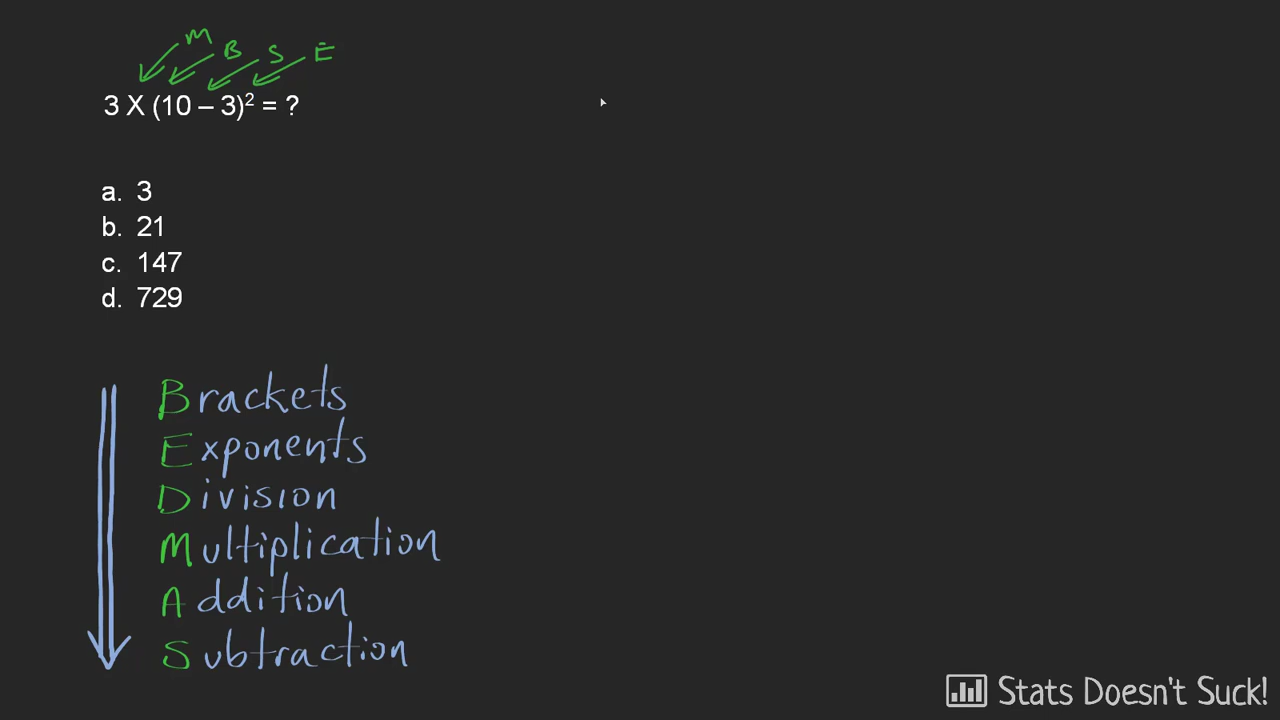 M B S E
3 X (10 – 3)² = ?
a. 3
b. 21
c. 147
d. 729
Brackets
Exponents
Division
Multiplication
Addition
Subtraction
Stats Doesn't Suck!